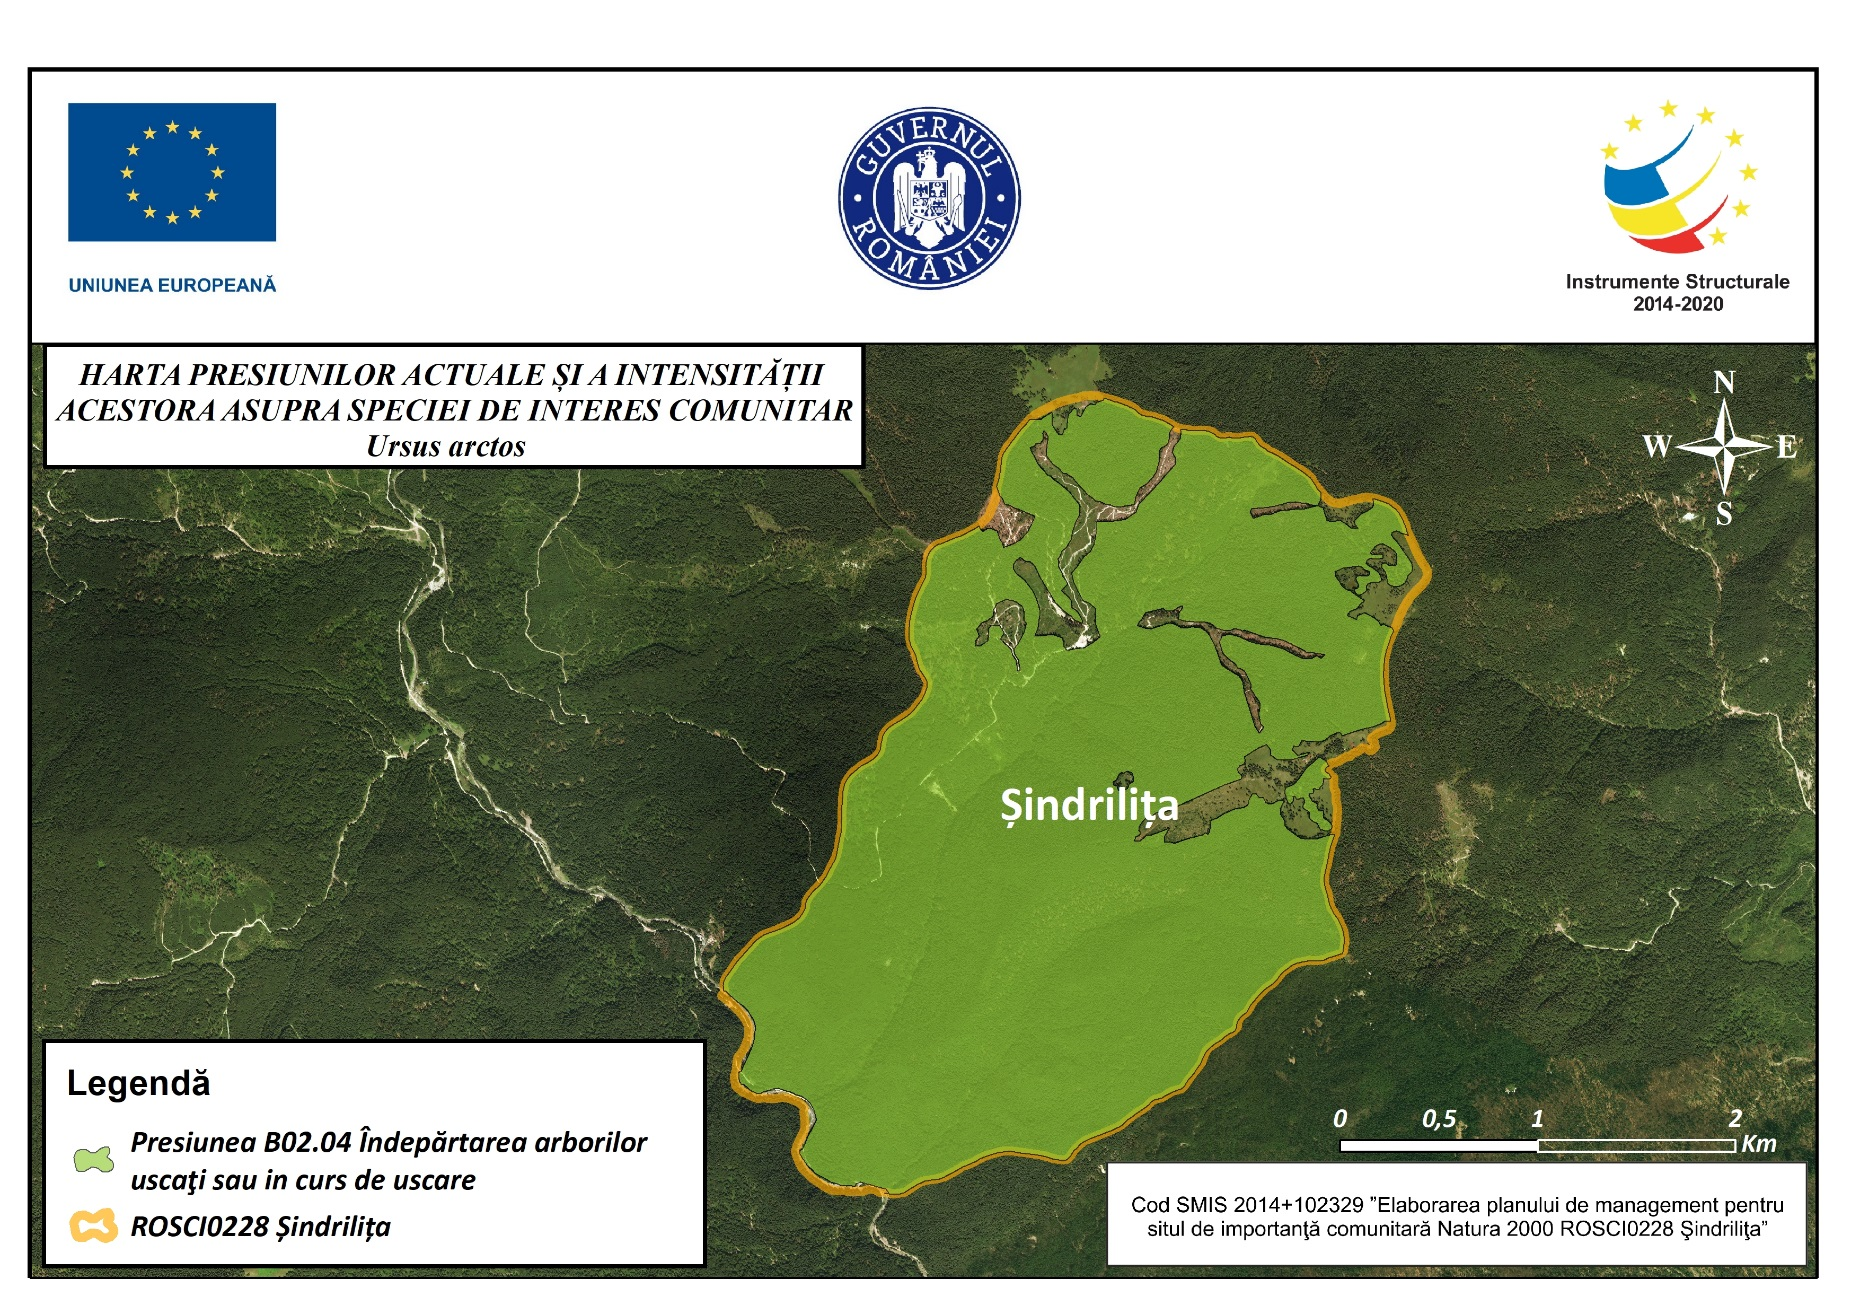 UNIUNEA EUROPEANĂ
GUVERNUL ROMÂNIEI
Instrumente Structurale
2014-2020
HARTA PRESIUNILOR ACTUALE ȘI A INTENSITĂȚII
ACESTORA ASUPRA SPECIEI DE INTERES COMUNITAR
Ursus arctos
N
W E
S
Șindrilița
Legendă
Presiunea B02.04 Îndepărtarea arborilor
uscaţi sau in curs de uscare
ROSCI0228 Șindrilița
0 0,5 1 2
Km
Cod SMIS 2014+102329 ”Elaborarea planului de management pentru
situl de importanţă comunitară Natura 2000 ROSCI0228 Şindriliţa”